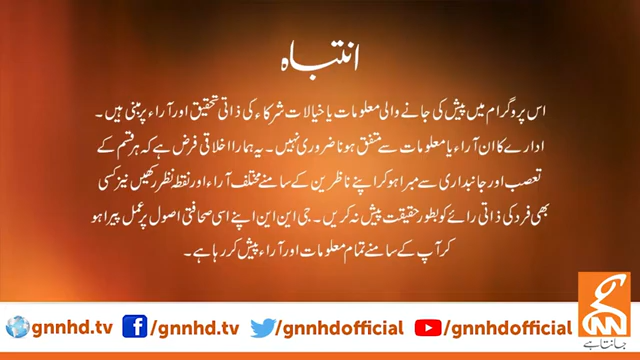 انتباہ
اس پروگرام میں پیش کی جانے والی معلومات یا خیالات شرکاء کی ذاتی تحقیق اور آراء پر مبنی ہیں۔
ادارے کا ان آراء یا معلومات سے متفق ہونا ضروری نہیں۔ یہ ہمارا اخلاقی فرض ہے کہ ہر قسم کے
تعصب اور جانبداری سے مبرا ہو کر اپنے ناظرین کے سامنے مختلف آراء اور نقطہ نظر رکھیں نیز کسی
بھی فرد کی ذاتی رائے کو بطور حقیقت پیش نہ کریں۔ جی این این اپنے اسی صحافتی اصول پر عمل پیرا ہو
کر آپ کے سامنے تمام معلومات اور آراء پیش کر رہا ہے۔
gnnhd.tv /gnnhd.tv /gnnhdofficial /gnnhdofficial
GNN
جانتا ہے